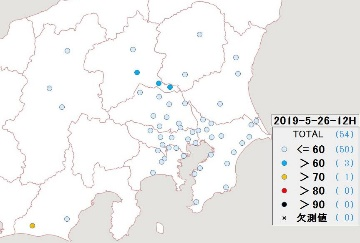 2019-5-26-12H
TOTAL (54)
<= 60 (50)
> 60 ( 3)
> 70 ( 1)
> 80 ( 0)
> 90 ( 0)
× 欠測値 ( 0)